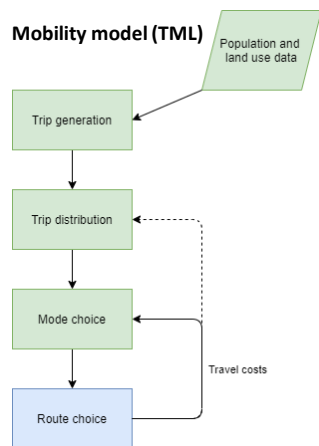 Mobility model (TML)
Population and
land use data
Trip generation
Trip distribution
Mode choice
Travel costs
Route choice